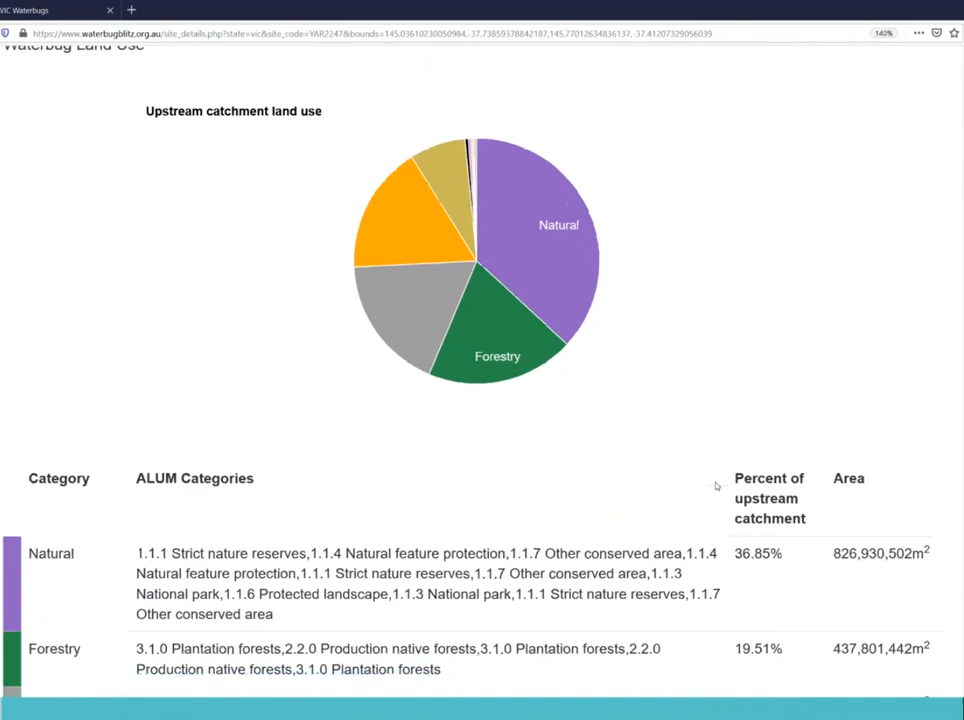 VIC Waterbugs
https://www.waterbugblitz.org.au/site_details.php?state=vic&site_code=YAR2247&bounds=145.03610230050984,-37.73859378842187,145.77012634836137,-37.41207329056039
140%
Waterbug Land Use
Upstream catchment land use
Natural
Forestry
Category ALUM Categories Percent of upstream catchment Area
Natural 1.1.1 Strict nature reserves,1.1.4 Natural feature protection,1.1.7 Other conserved area,1.1.4 36.85% 826,930,502m2
Natural feature protection,1.1.1 Strict nature reserves,1.1.7 Other conserved area,1.1.3
National park,1.1.6 Protected landscape,1.1.3 National park,1.1.1 Strict nature reserves,1.1.7
Other conserved area
Forestry 3.1.0 Plantation forests,2.2.0 Production native forests,3.1.0 Plantation forests,2.2.0 19.51% 437,801,442m2
Production native forests,3.1.0 Plantation forests